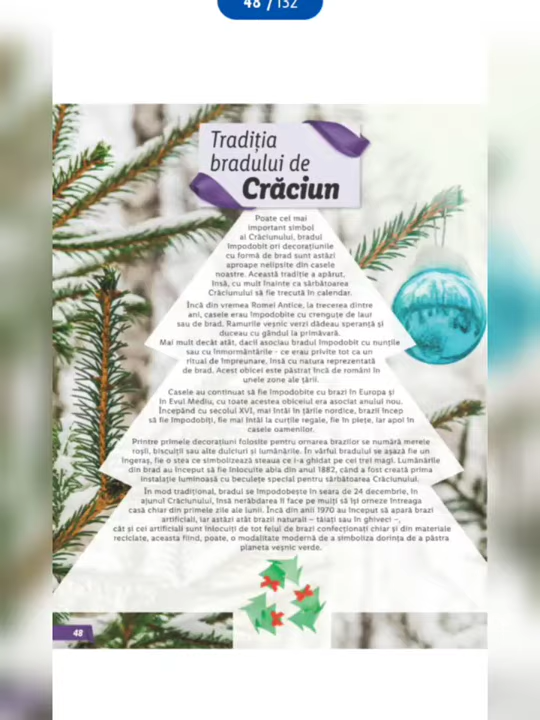 48 / 132
Tradiția
bradului de
Crăciun
Poate cel mai
important simbol
al Crăciunului, bradul
împodobit ori decorațiunile
cu formă de brad sunt astăzi
aproape nelipsite din casele
noastre. Această tradiție a apărut,
însă, cu mult înainte ca sărbătoarea
Crăciunului să fie trecută în calendar.
Încă din vremea Romei Antice, la trecerea dintre
ani, casele erau împodobite cu crenguțe de laur
sau de brad. Ramurile veșnic verzi dădeau speranță și
duceau cu gândul la primăvară.
Mai mult decât atât, dacii asociau bradul împodobit cu nunțile
sau cu înmormântările - ce erau privite tot ca un
ritual de împreunare, însă cu natura reprezentată
de brad. Acest obicei este păstrat încă de români în
unele zone ale țării.
Casele au continuat să fie împodobite cu brazi în Europa și
în Evul Mediu, cu toate acestea obiceiul era asociat anului nou.
Începând cu secolul XVI, mai întâi în țările nordice, brazii încep
să fie împodobiți, fie mai întâi la curțile regale, fie în piețe, iar apoi în
casele oamenilor.
Printre primele decorațiuni folosite pentru ornarea brazilor se numără merele
roșii, biscuiții sau alte dulciuri și lumânările. În vârful bradului se așază fie un
îngeraș, fie o stea ce simbolizează steaua ce i-a ghidat pe cei trei magi. Lumânările
din brad au început să fie înlocuite abia din anul 1882, când a fost creată prima
instalație luminoasă cu beculețe special pentru sărbătoarea Crăciunului.
În mod tradițional, bradul se împodobește în seara de 24 decembrie, în
ajunul Crăciunului, însă nerăbdarea îi face pe mulți să își orneze întreaga
casă chiar din primele zile ale lunii. Încă din anii 1970 au început să apară brazi
artificiali, iar astăzi atât brazii naturali – tăiați sau în ghiveci –,
cât și cei artificiali sunt înlocuiți de tot felul de brazi confecționați chiar și din materiale
reciclate, aceasta fiind, poate, o modalitate modernă de a simboliza dorința de a păstra
planeta veșnic verde.
48